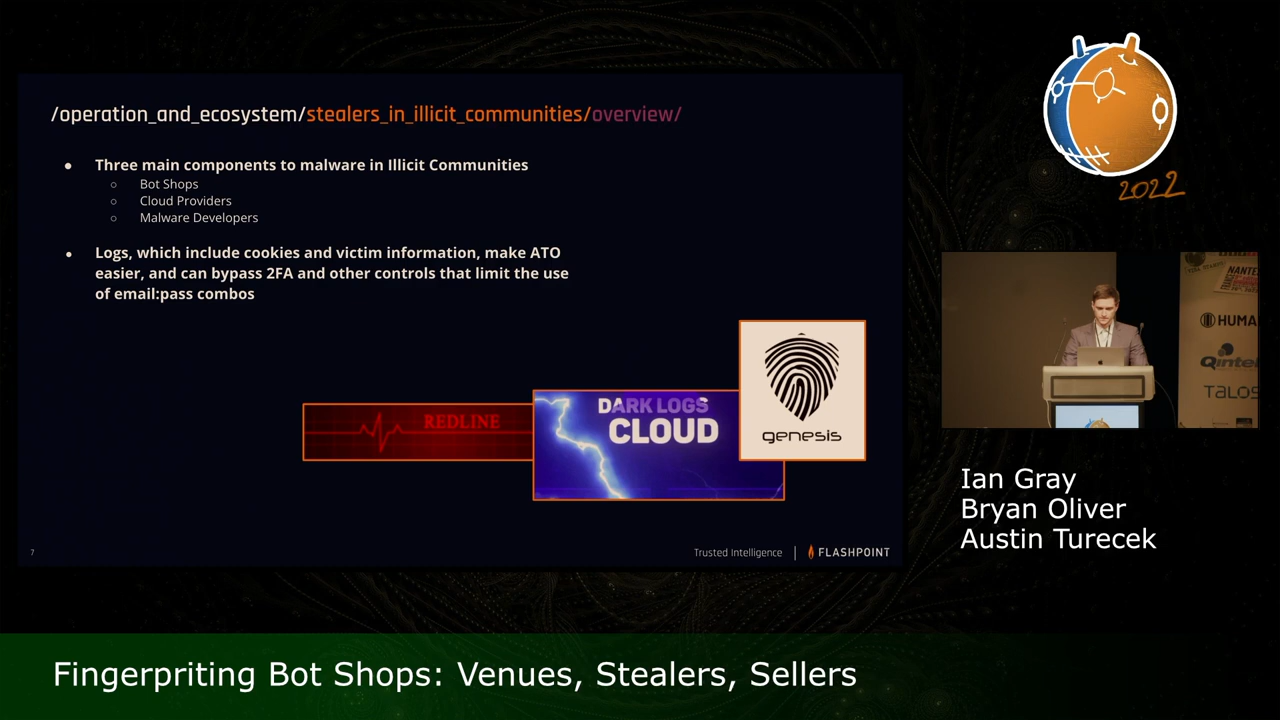 /operation_and_ecosystem/stealers_in_illicit_communities/overview/
● Three main components to malware in Illicit Communities
○ Bot Shops
○ Cloud Providers
○ Malware Developers
● Logs, which include cookies and victim information, make ATO
easier, and can bypass 2FA and other controls that limit the use
of email:pass combos
REDLINE
DARK LOGS
CLOUD
genesis
7
Trusted Intelligence | FLASHPOINT
2022
NANTES
HUMA
Qintel
TALOS
Ian Gray
Bryan Oliver
Austin Turecek
Fingerpriting Bot Shops: Venues, Stealers, Sellers